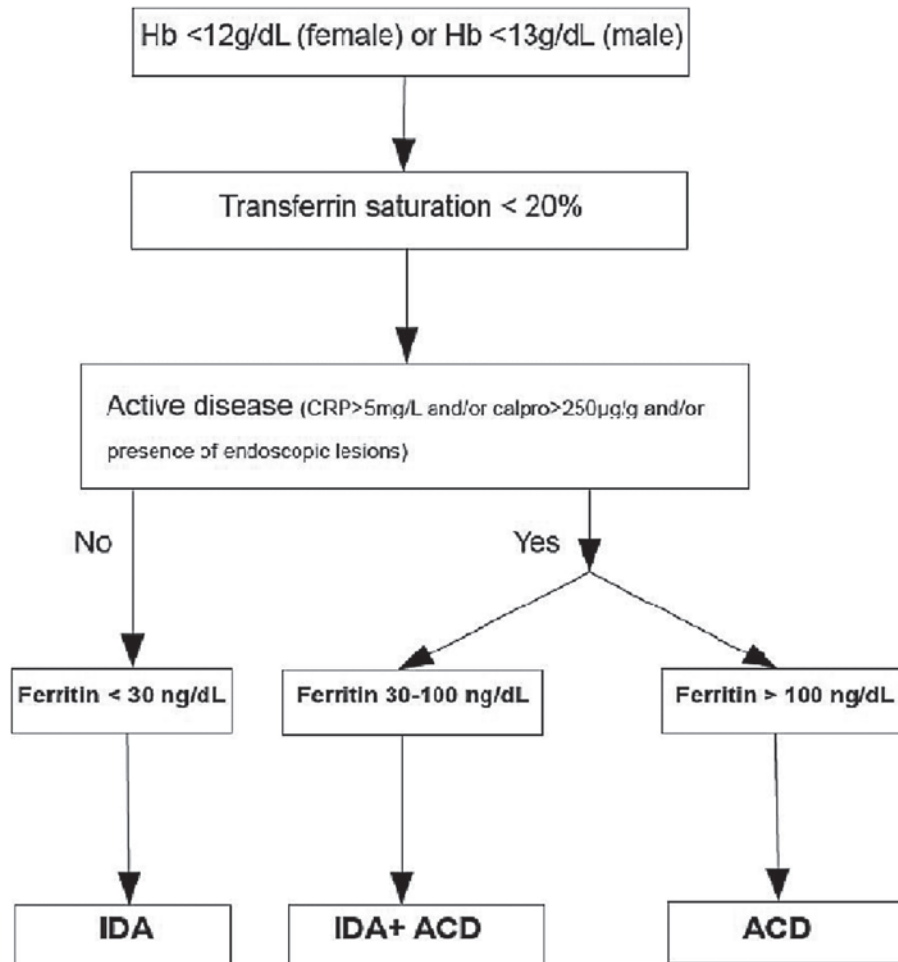 Hb <12g/dL (female) or Hb <13g/dL (male)
Transferrin saturation < 20%
Active disease (CRP>5mg/L and/or calpro>250µg/g and/or
presence of endoscopic lesions)
No
Yes
Ferritin < 30 ng/dL
Ferritin 30-100 ng/dL
Ferritin > 100 ng/dL
IDA
IDA+ ACD
ACD